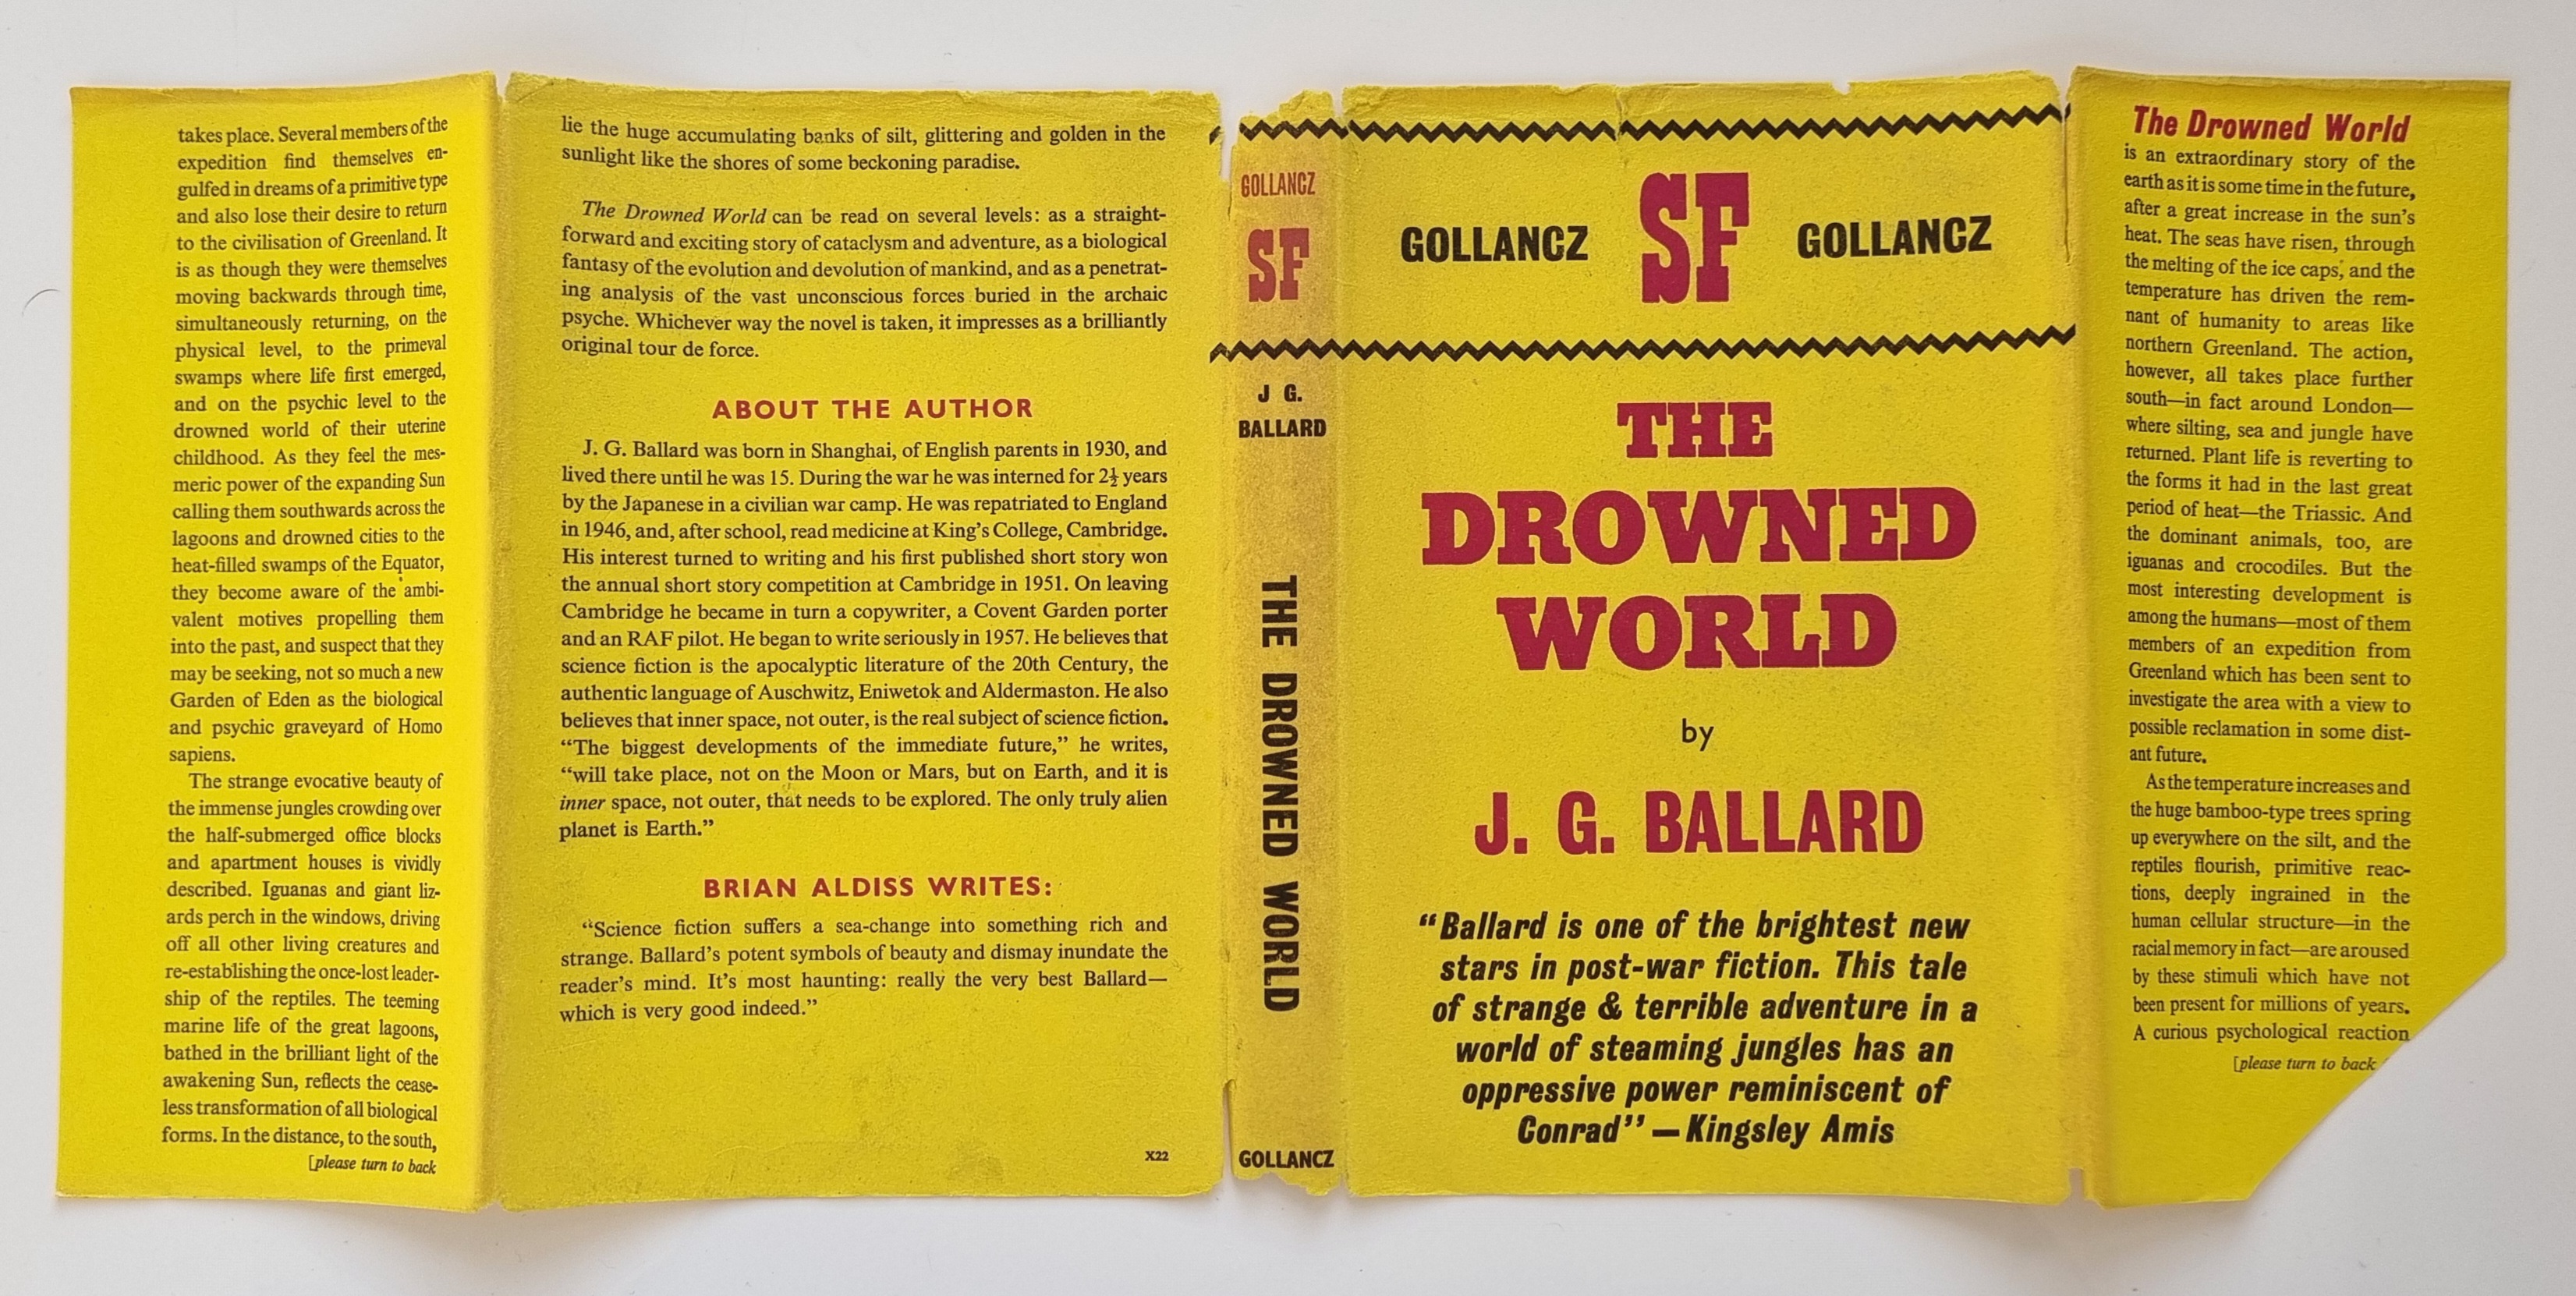 takes place. Several members of the
expedition find themselves en-
gulfed in dreams of a primitive type
and also lose their desire to return
to the civilisation of Greenland. It
is as though they were themselves
moving backwards through time,
simultaneously returning, on the
physical level, to the primeval
swamps where life first emerged,
and on the psychic level to the
drowned world of their uterine
childhood. As they feel the mes-
meric power of the expanding Sun
calling them southwards across the
lagoons and drowned cities to the
heat-filled swamps of the Equator,
they become aware of the ambi-
valent motives propelling them
into the past, and suspect that they
may be seeking, not so much a new
Garden of Eden as the biological
and psychic graveyard of Homo
sapiens.
The strange evocative beauty of
the immense jungles crowding over
the half-submerged office blocks
and apartment houses is vividly
described. Iguanas and giant liz-
ards perch in the windows, driving
off all other living creatures and
re-establishing the once-lost leader-
ship of the reptiles. The teeming
marine life of the great lagoons,
bathed in the brilliant light of the
awakening Sun, reflects the cease-
less transformation of all biological
forms. In the distance, to the south,
[please turn to back
lie the huge accumulating banks of silt, glittering and golden in the
sunlight like the shores of some beckoning paradise.
The Drowned World can be read on several levels: as a straight-
forward and exciting story of cataclysm and adventure, as a biological
fantasy of the evolution and devolution of mankind, and as a penetrat-
ing analysis of the vast unconscious forces buried in the archaic
psyche. Whichever way the novel is taken, it impresses as a brilliantly
original tour de force.
ABOUT THE AUTHOR
J. G. Ballard was born in Shanghai, of English parents in 1930, and
lived there until he was 15. During the war he was interned for 2½ years
by the Japanese in a civilian war camp. He was repatriated to England
in 1946, and, after school, read medicine at King's College, Cambridge.
His interest turned to writing and his first published short story won
the annual short story competition at Cambridge in 1951. On leaving
Cambridge he became in turn a copywriter, a Covent Garden porter
and an RAF pilot. He began to write seriously in 1957. He believes that
science fiction is the apocalyptic literature of the 20th Century, the
authentic language of Auschwitz, Eniwetok and Aldermaston. He also
believes that inner space, not outer, is the real subject of science fiction.
“The biggest developments of the immediate future,” he writes,
“will take place, not on the Moon or Mars, but on Earth, and it is
inner space, not outer, that needs to be explored. The only truly alien
planet is Earth.”
BRIAN ALDISS WRITES:
“Science fiction suffers a sea-change into something rich and
strange. Ballard's potent symbols of beauty and dismay inundate the
reader's mind. It's most haunting: really the very best Ballard—
which is very good indeed.”
X22
GOLLANCZ
SF
J G.
BALLARD
THE DROWNED WORLD
GOLLANCZ
GOLLANCZ SF GOLLANCZ
THE
DROWNED
WORLD
by
J. G. BALLARD
“Ballard is one of the brightest new
stars in post-war fiction. This tale
of strange & terrible adventure in a
world of steaming jungles has an
oppressive power reminiscent of
Conrad” — Kingsley Amis
The Drowned World
is an extraordinary story of the
earth as it is some time in the future,
after a great increase in the sun's
heat. The seas have risen, through
the melting of the ice caps, and the
temperature has driven the rem-
nant of humanity to areas like
northern Greenland. The action,
however, all takes place further
south—in fact around London—
where silting, sea and jungle have
returned. Plant life is reverting to
the forms it had in the last great
period of heat—the Triassic. And
the dominant animals, too, are
iguanas and crocodiles. But the
most interesting development is
among the humans—most of them
members of an expedition from
Greenland which has been sent to
investigate the area with a view to
possible reclamation in some dist-
ant future.
As the temperature increases and
the huge bamboo-type trees spring
up everywhere on the silt, and the
reptiles flourish, primitive reac-
tions, deeply ingrained in the
human cellular structure—in the
racial memory in fact—are aroused
by these stimuli which have not
been present for millions of years.
A curious psychological reaction
[please turn to back